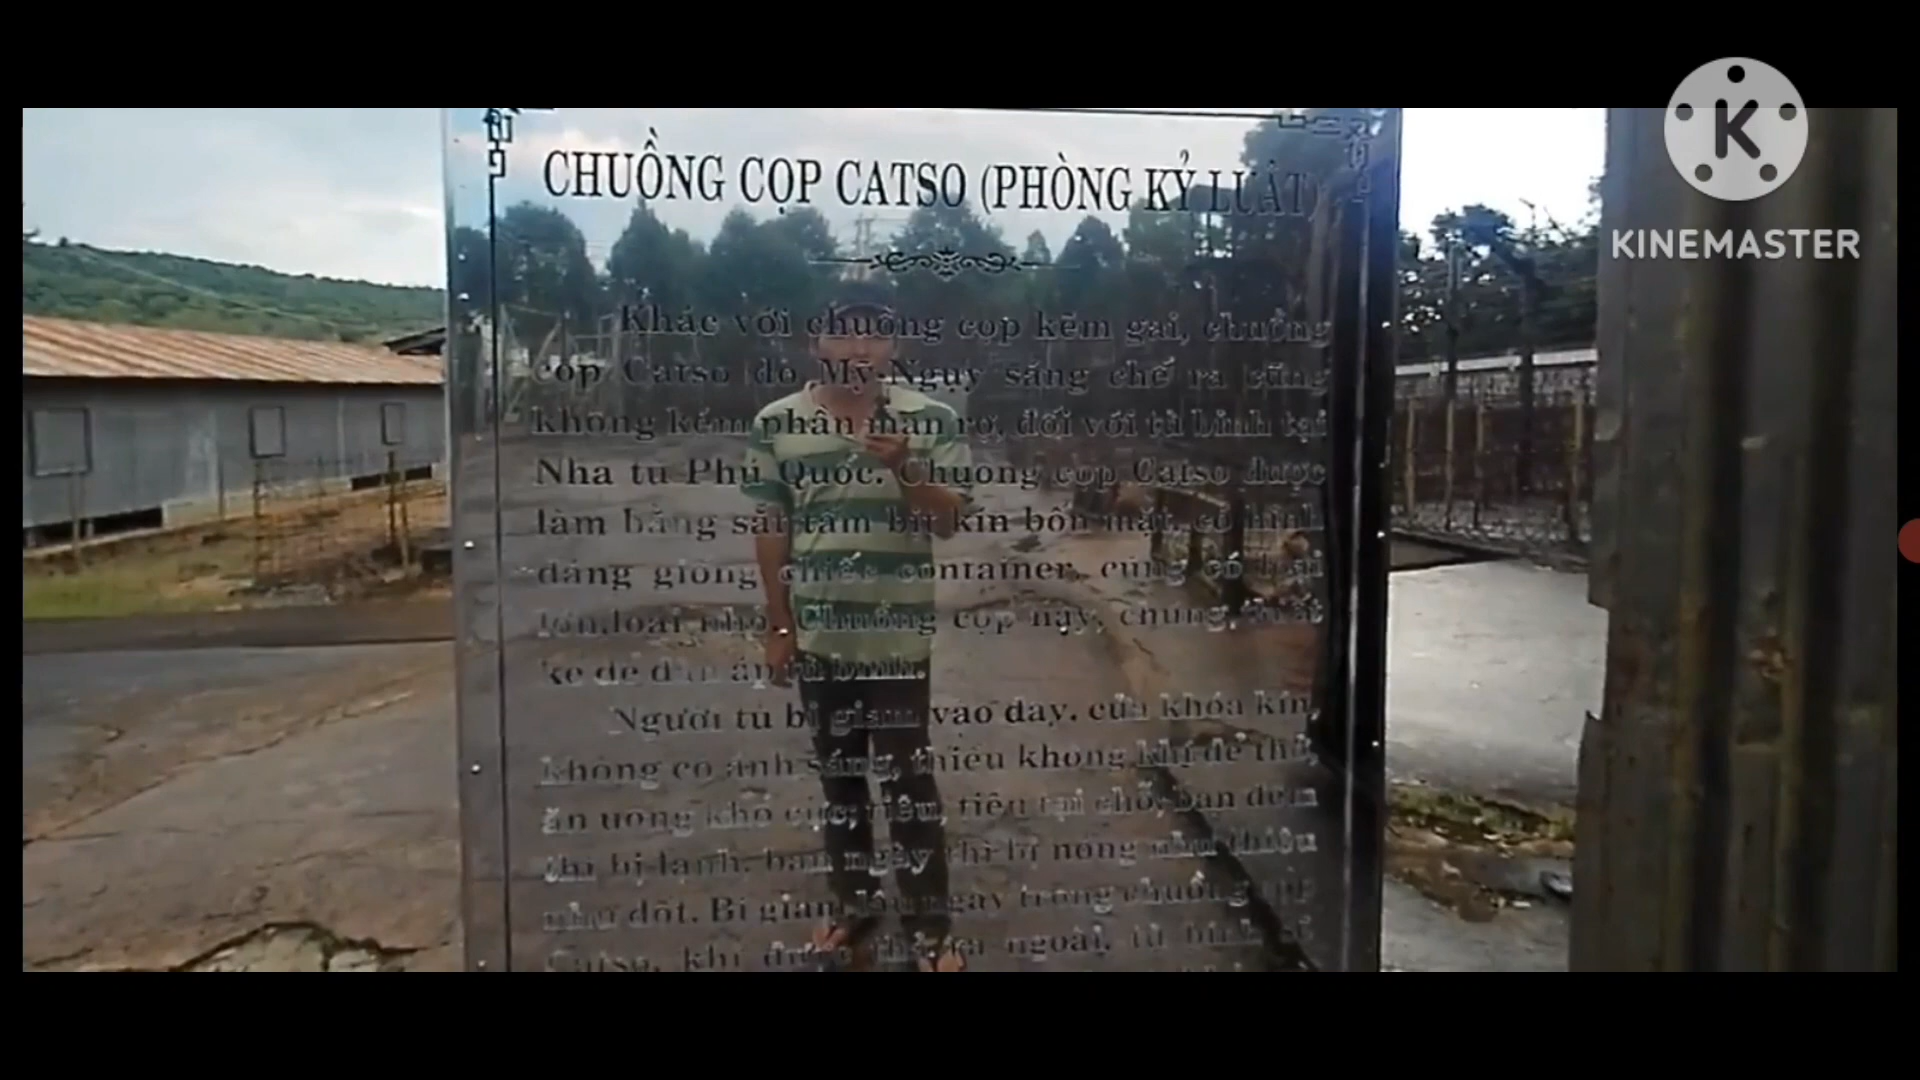 CHUỒNG CỌP CATSO (PHÒNG KỶ LUẬT)
Khác với chuồng cọp kẽm gai, chuồng
cọp Catso do Mỹ-Ngụy sáng chế ra cũng
không kém phần man rợ, đối với tù binh tại
Nhà tù Phú Quốc. Chuồng cọp Catso được
làm bằng sắt tấm bịt kín bốn mặt, có hình
dáng giống chiếc container, cũng có loại
lớn, loại nhỏ. Chuồng cọp này, chúng thiết
kế để đàn áp tù binh.
Người tù bị giam vào đây, cửa khóa kín,
không có ánh sáng, thiếu không khí để thở,
ăn uống khổ cực; tiêu, tiểu tại chỗ; ban đêm
thì bị lạnh, ban ngày thì bị nóng như thiêu
như đốt. Bị giam lâu ngày trong chuồng cọp
Catso, khi được thả ra ngoài, tù binh sẽ
KINEMASTER